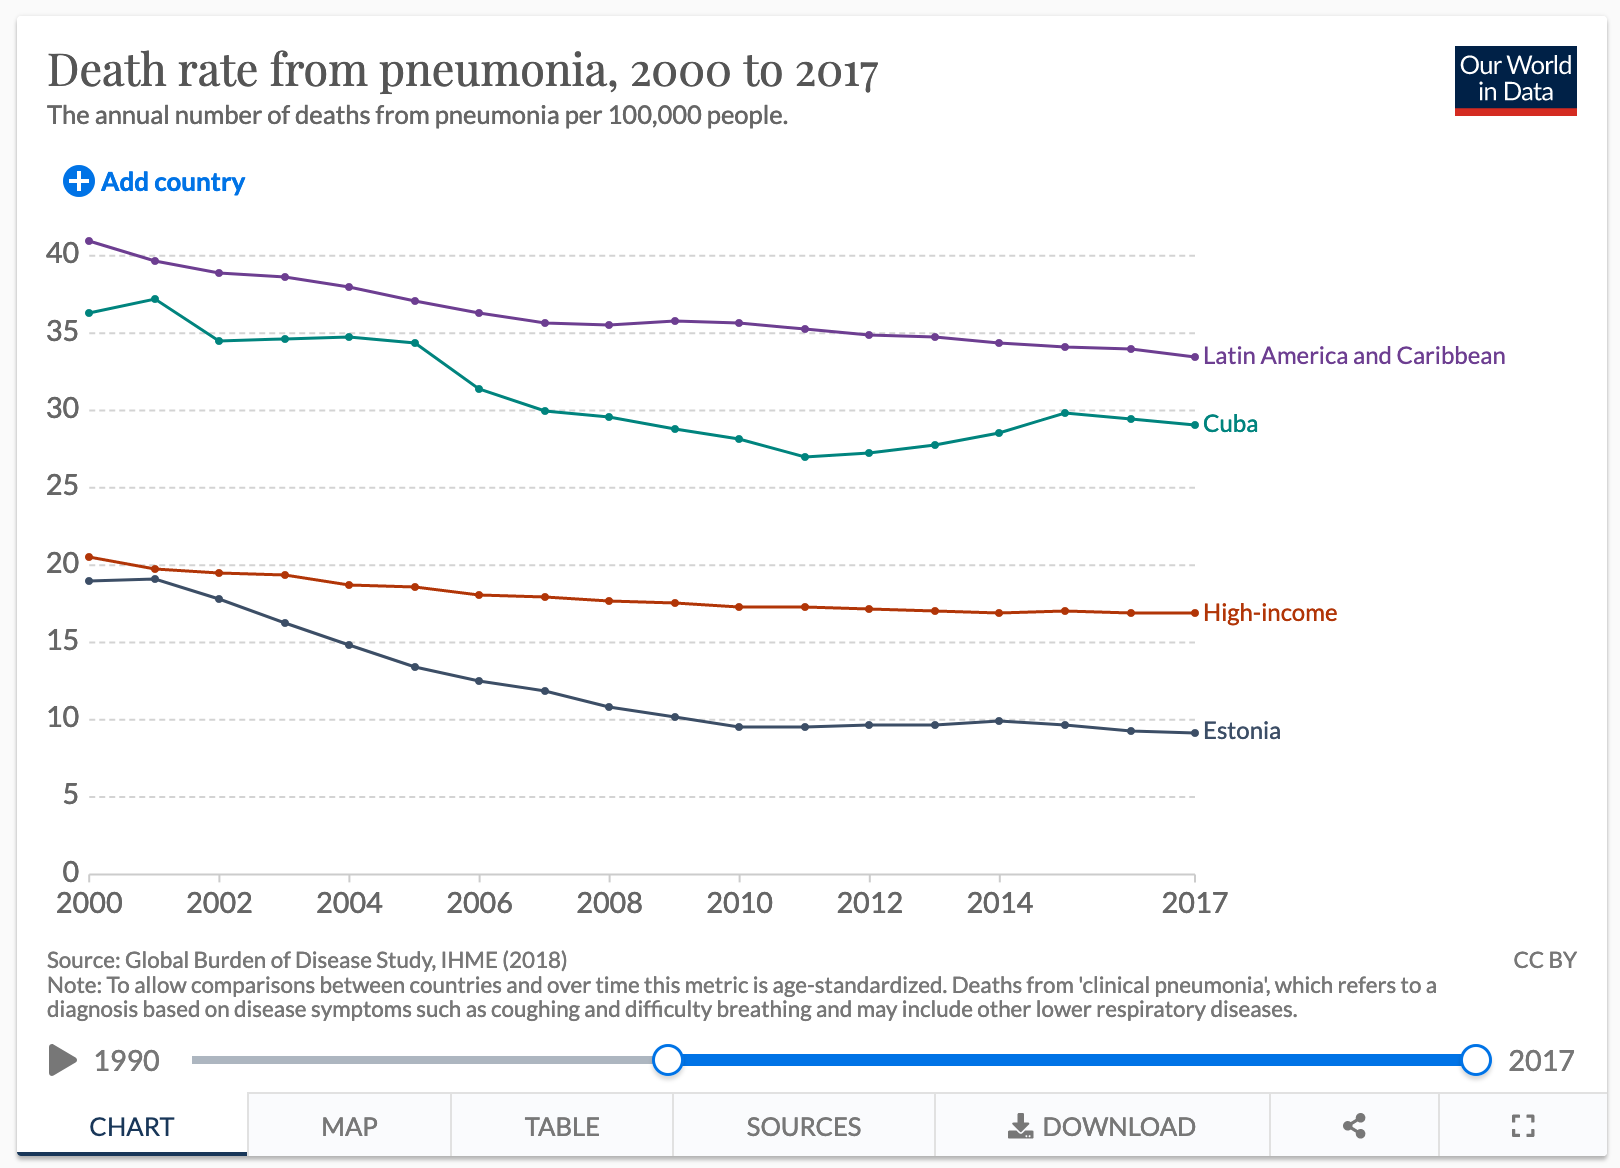 Death rate from pneumonia, 2000 to 2017
The annual number of deaths from pneumonia per 100,000 people.
Our World
in Data
Add country
40
35
30
25
20
15
10
5
0
Latin America and Caribbean
Cuba
High-income
Estonia
2000 2002 2004 2006 2008 2010 2012 2014 2017
Source: Global Burden of Disease Study, IHME (2018)
CC BY
Note: To allow comparisons between countries and over time this metric is age-standardized. Deaths from 'clinical pneumonia', which refers to a
diagnosis based on disease symptoms such as coughing and difficulty breathing and may include other lower respiratory diseases.
1990 2017
CHART MAP TABLE SOURCES DOWNLOAD